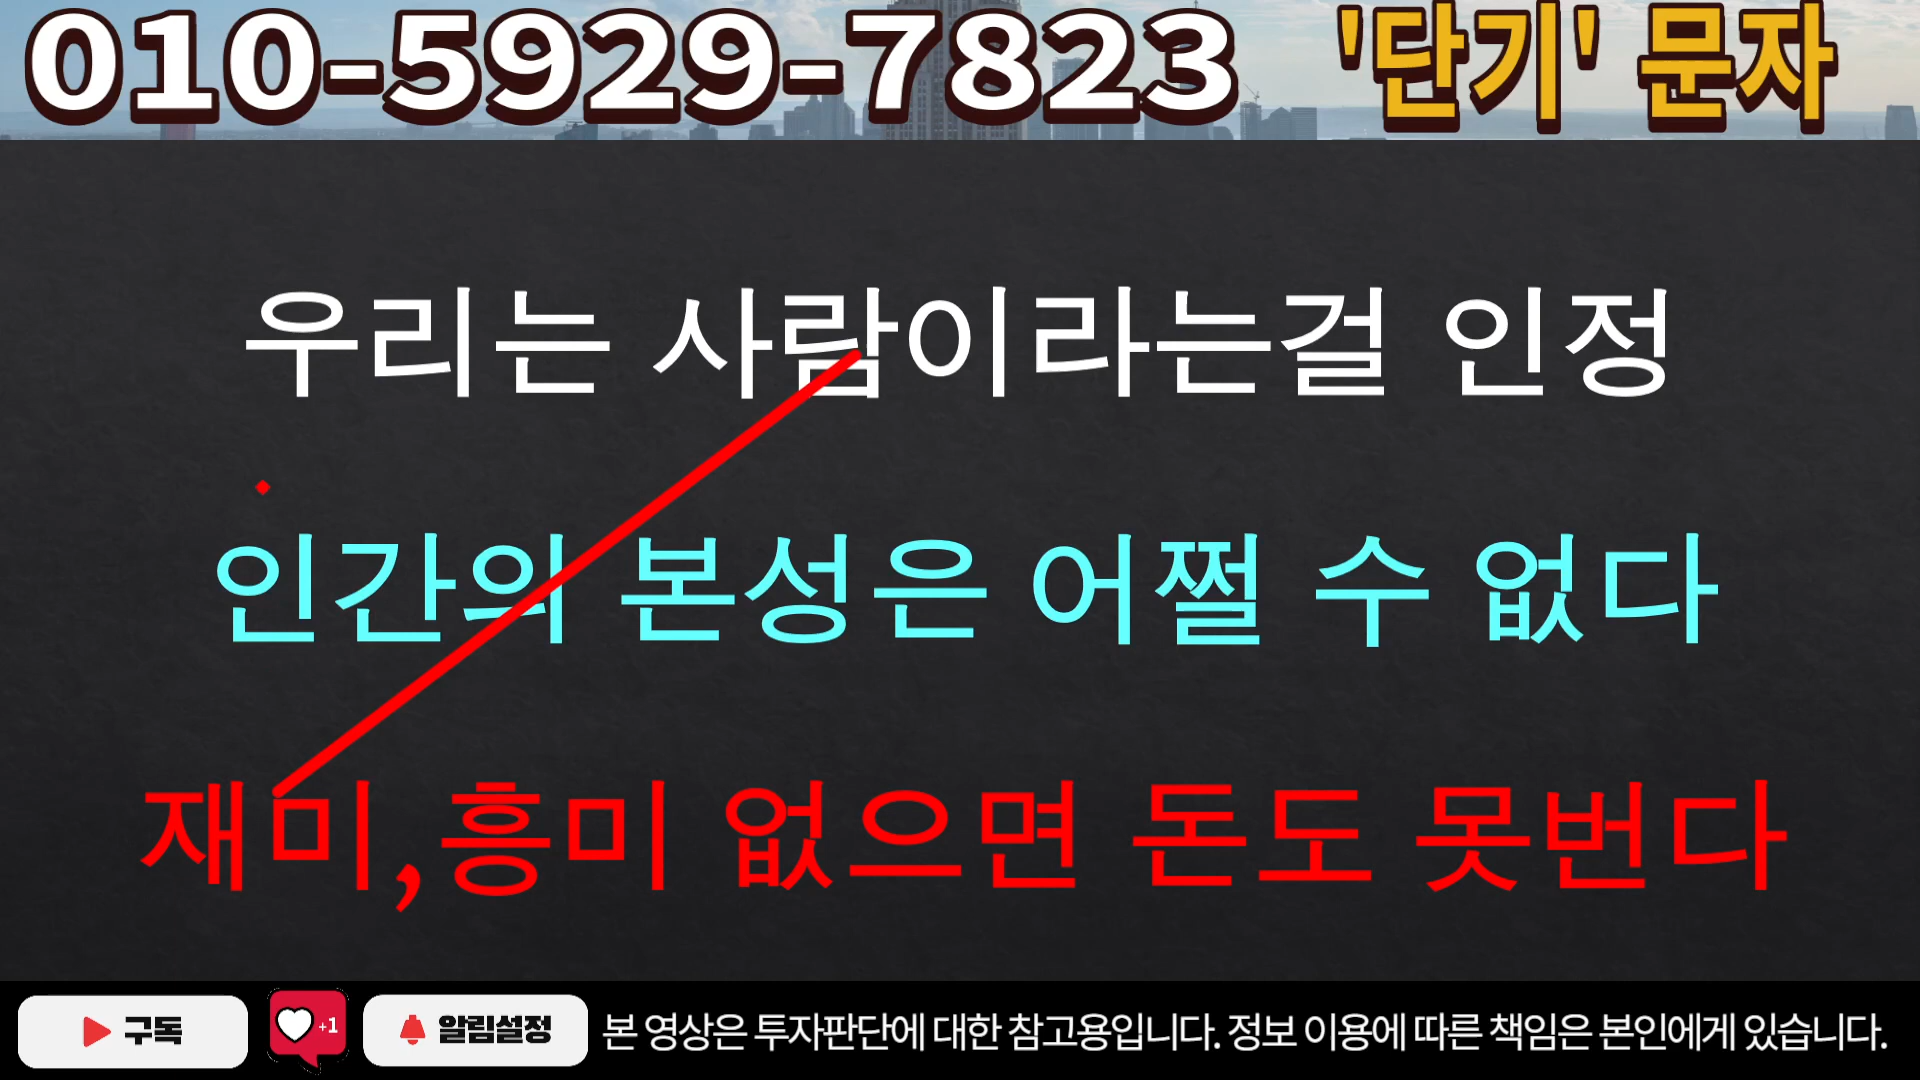 010-5929-7823 '단기' 문자
우리는 사람이라는걸 인정
인간의 본성은 어쩔 수 없다
재미,흥미 없으면 돈도 못번다
구독 +1 알림설정 본 영상은 투자판단에 대한 참고용입니다. 정보 이용에 따른 책임은 본인에게 있습니다.